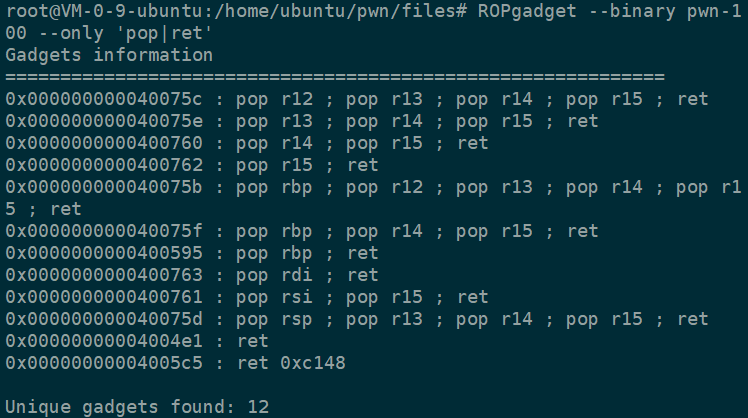 root@VM-0-9-ubuntu:/home/ubuntu/pwn/files# ROPgadget --binary pwn-1
00 --only 'pop|ret'
Gadgets information
============================================================
0x000000000040075c : pop r12 ; pop r13 ; pop r14 ; pop r15 ; ret
0x000000000040075e : pop r13 ; pop r14 ; pop r15 ; ret
0x0000000000400760 : pop r14 ; pop r15 ; ret
0x0000000000400762 : pop r15 ; ret
0x000000000040075b : pop rbp ; pop r12 ; pop r13 ; pop r14 ; pop r1
5 ; ret
0x000000000040075f : pop rbp ; pop r14 ; pop r15 ; ret
0x0000000000400595 : pop rbp ; ret
0x0000000000400763 : pop rdi ; ret
0x0000000000400761 : pop rsi ; pop r15 ; ret
0x000000000040075d : pop rsp ; pop r13 ; pop r14 ; pop r15 ; ret
0x00000000004004e1 : ret
0x00000000004005c5 : ret 0xc148
Unique gadgets found: 12